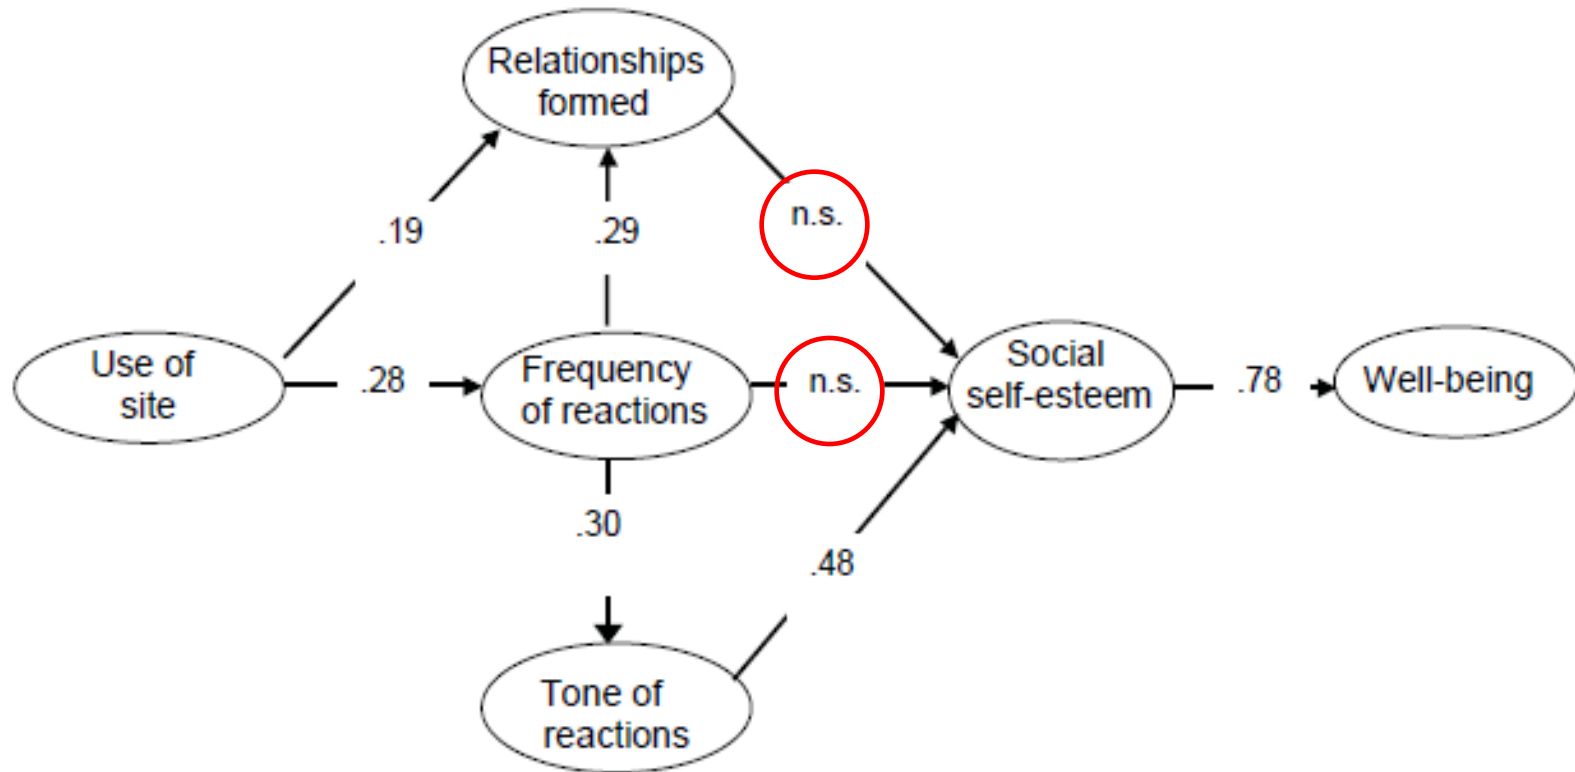 Relationships
formed
n.s.
.19
.29
Use of
site
.28
Frequency
of reactions
n.s.
Social
self-esteem
.78
Well-being
.30
.48
Tone of
reactions